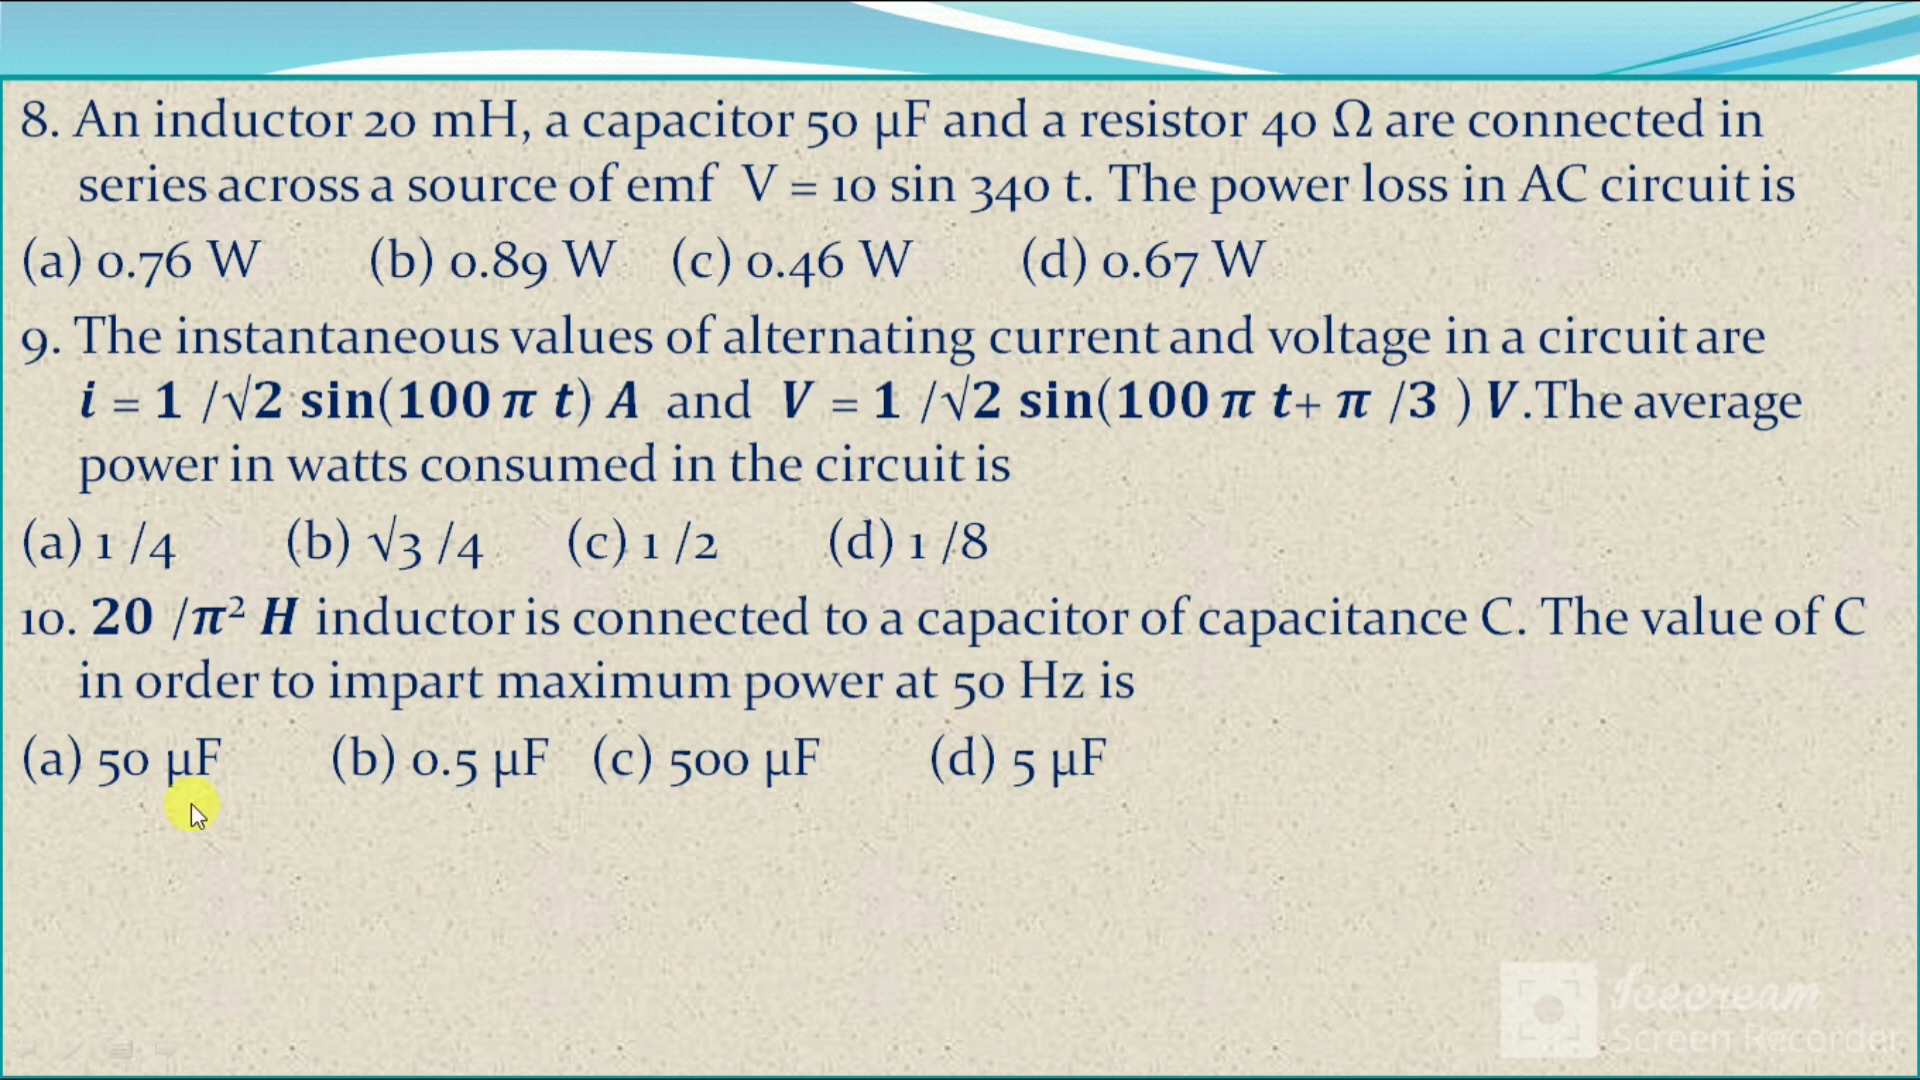 8. An inductor 20 mH, a capacitor 50 μF and a resistor 40 Ω are connected in
series across a source of emf V = 10 sin 340 t. The power loss in AC circuit is
(a) 0.76 W (b) 0.89 W (c) 0.46 W (d) 0.67 W
9. The instantaneous values of alternating current and voltage in a circuit are
i = 1 /√2 sin(100 π t) A and V = 1 /√2 sin(100 π t+ π /3 ) V.The average
power in watts consumed in the circuit is
(a) 1 /4 (b) √3 /4 (c) 1 /2 (d) 1 /8
10. 20 /π² H inductor is connected to a capacitor of capacitance C. The value of C
in order to impart maximum power at 50 Hz is
(a) 50 μF (b) 0.5 μF (c) 500 μF (d) 5 μF
Icecream
Screen Recorder